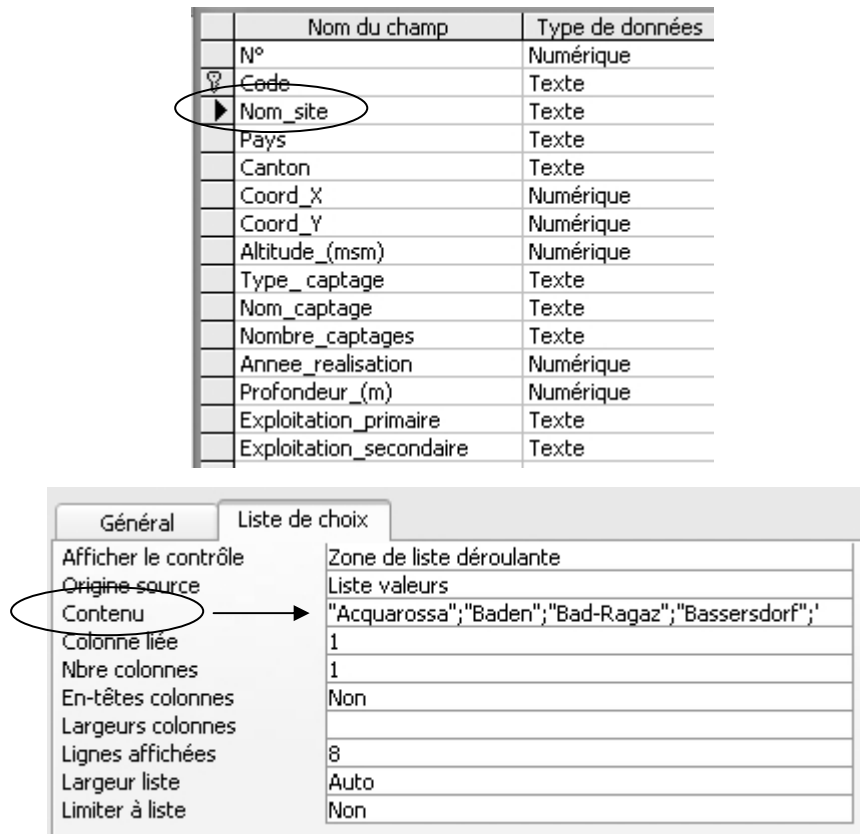 Nom du champ Type de données
N° Numérique
Code Texte
Nom_site Texte
Pays Texte
Canton Texte
Coord_X Numérique
Coord_Y Numérique
Altitude_(msm) Numérique
Type_ captage Texte
Nom_captage Texte
Nombre_captages Texte
Annee_realisation Numérique
Profondeur_(m) Numérique
Exploitation_primaire Texte
Exploitation_secondaire Texte
Général Liste de choix
Afficher le contrôle Zone de liste déroulante
Origine source Liste valeurs
Contenu "Acquarossa";"Baden";"Bad-Ragaz";"Bassersdorf";'
Colonne liée 1
Nbre colonnes 1
En-têtes colonnes Non
Largeurs colonnes
Lignes affichées 8
Largeur liste Auto
Limiter à liste Non